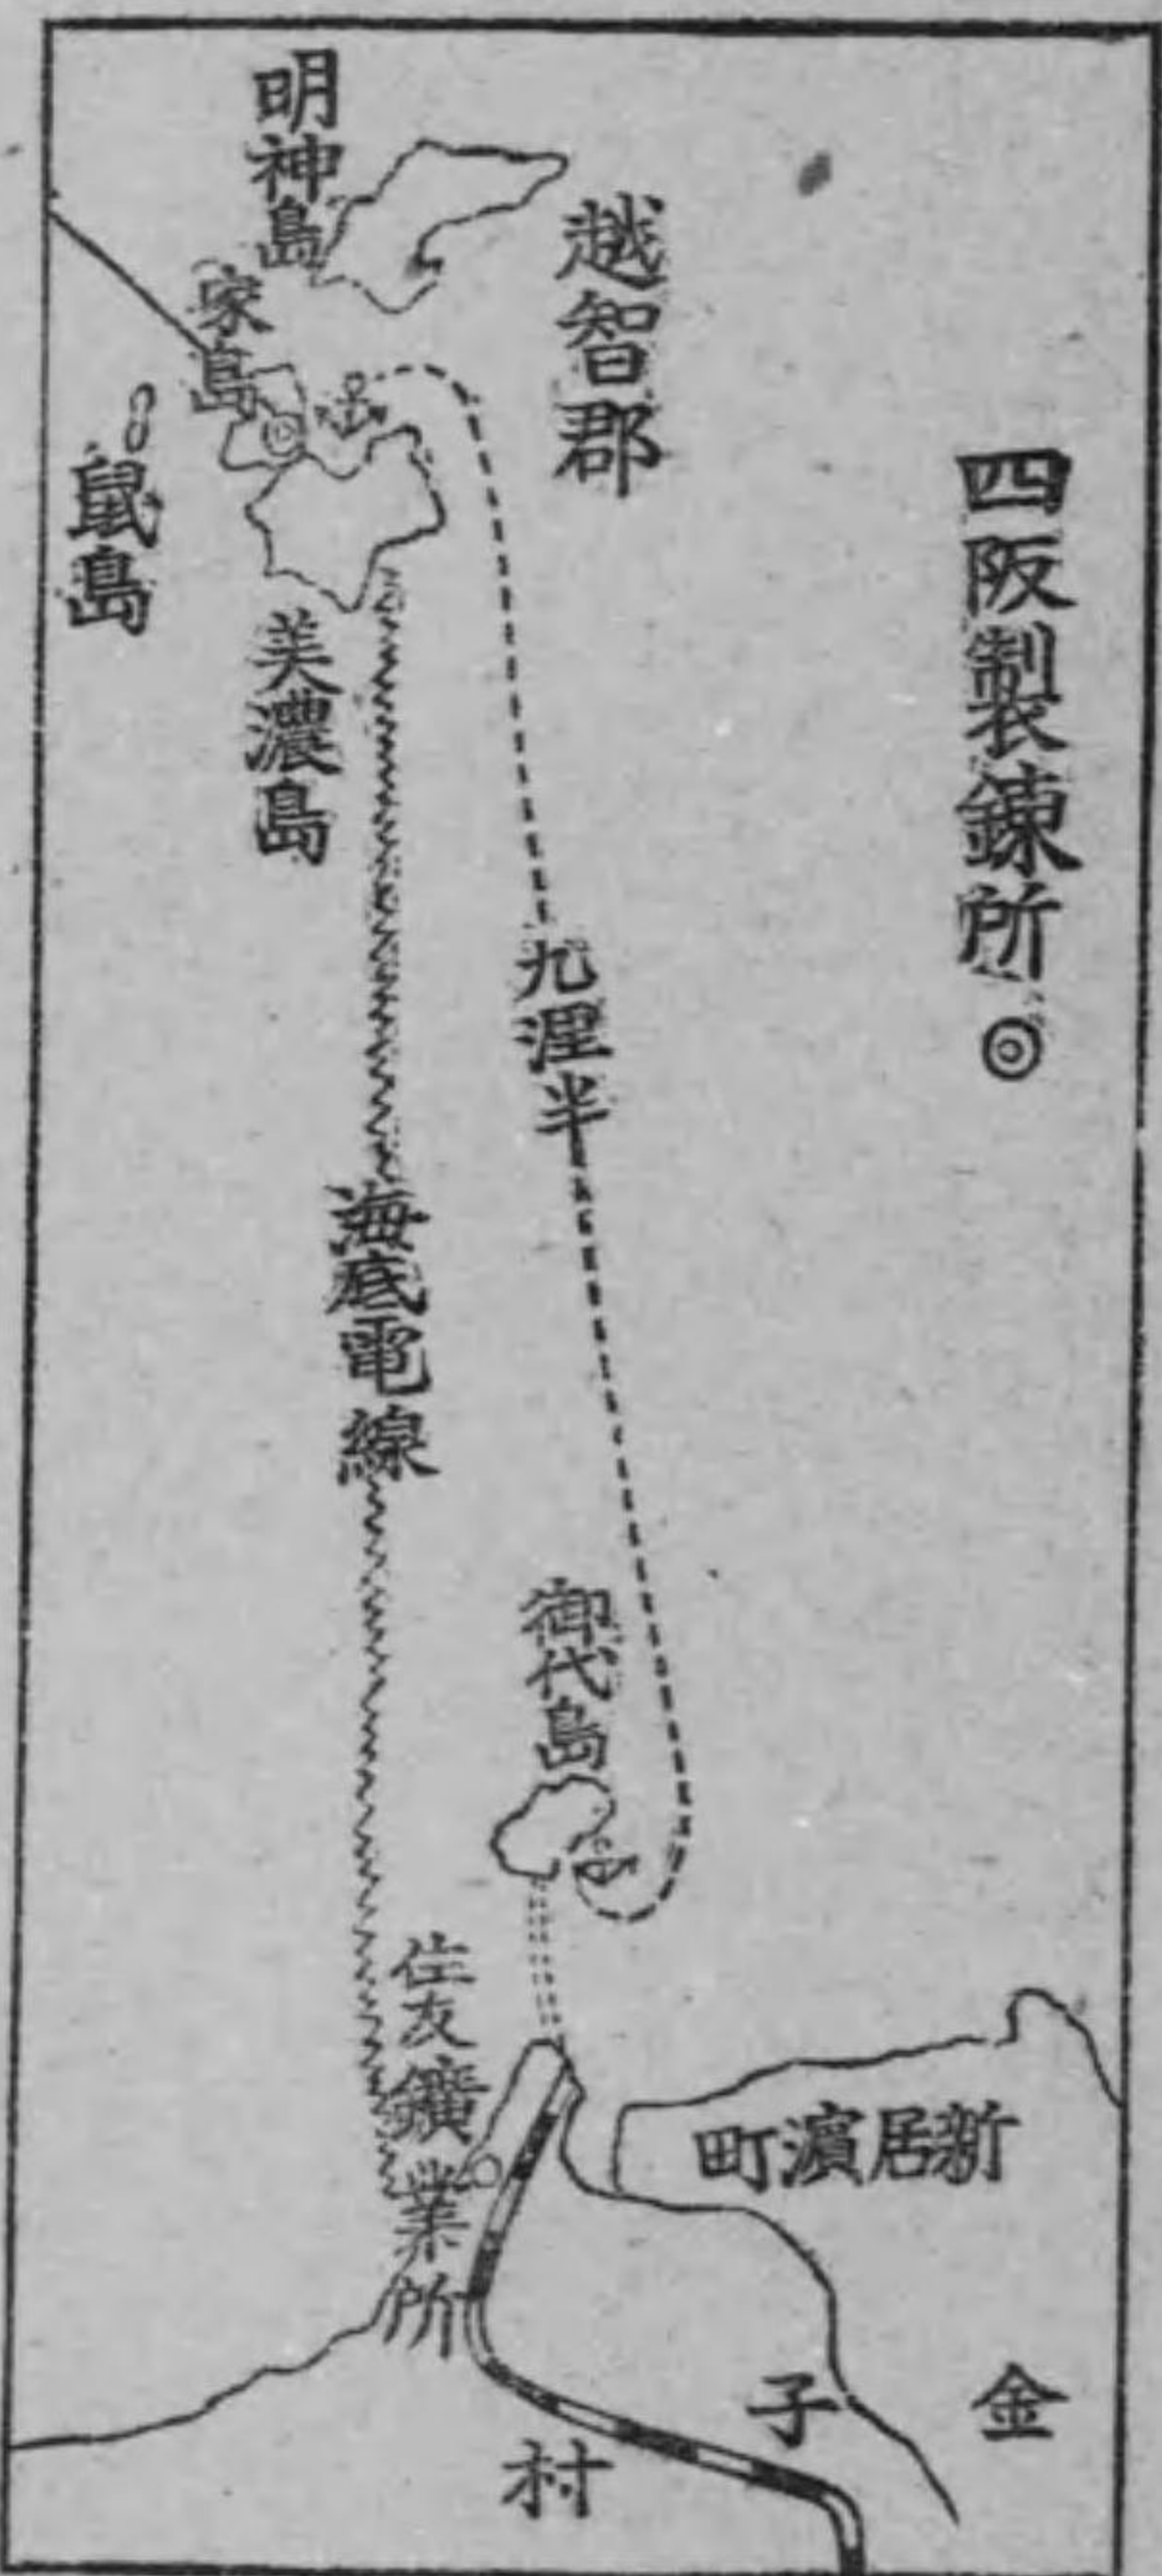 四阪製錬所◎
越智郡
明神島
家島
鼠島
美濃島
九浬半
海底電線
御代島
住友鑛業所
新居濱町
金子村